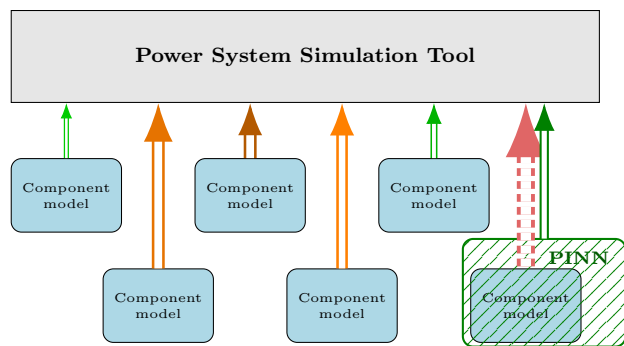 Power System Simulation Tool
Component
model
Component
model
Component
model
PINN
Component
model
Component
model
Component
model